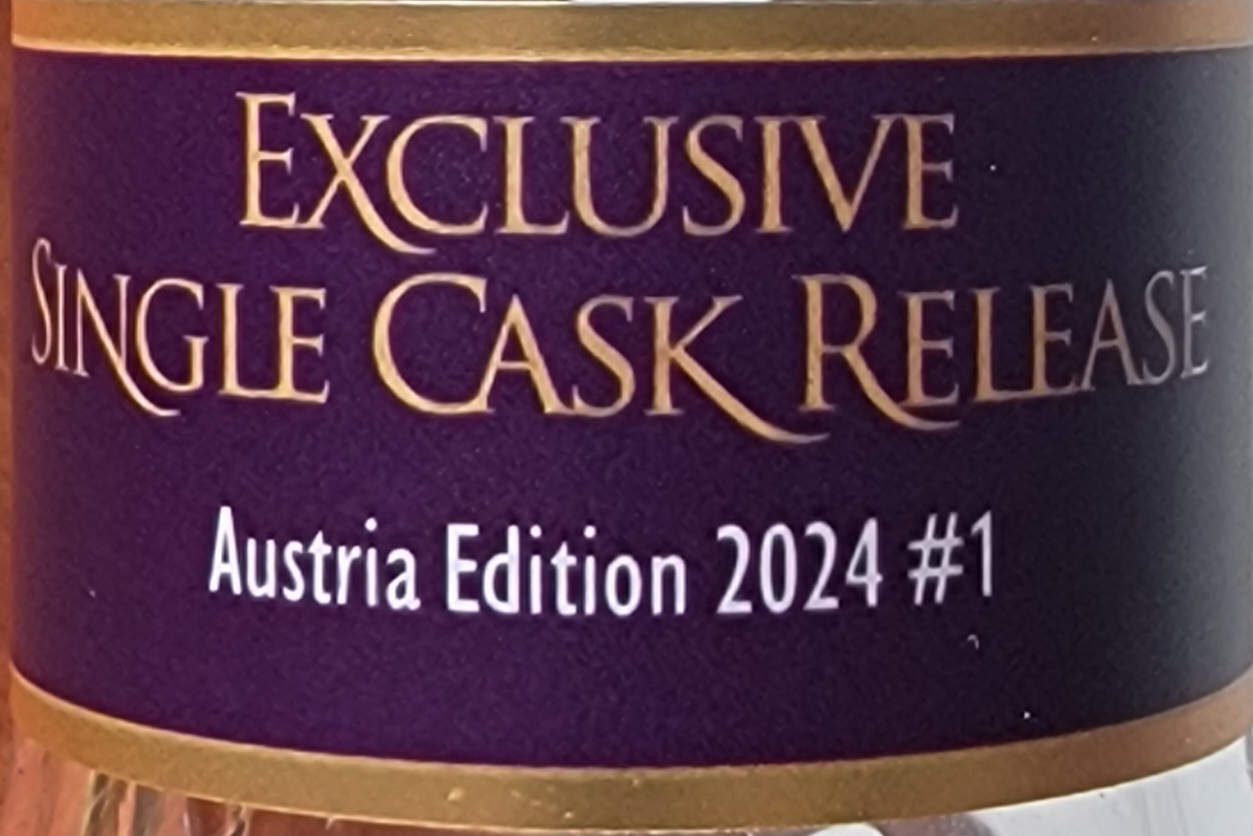 EXCLUSIVE
SINGLE CASK RELEASE
Austria Edition 2024 #1